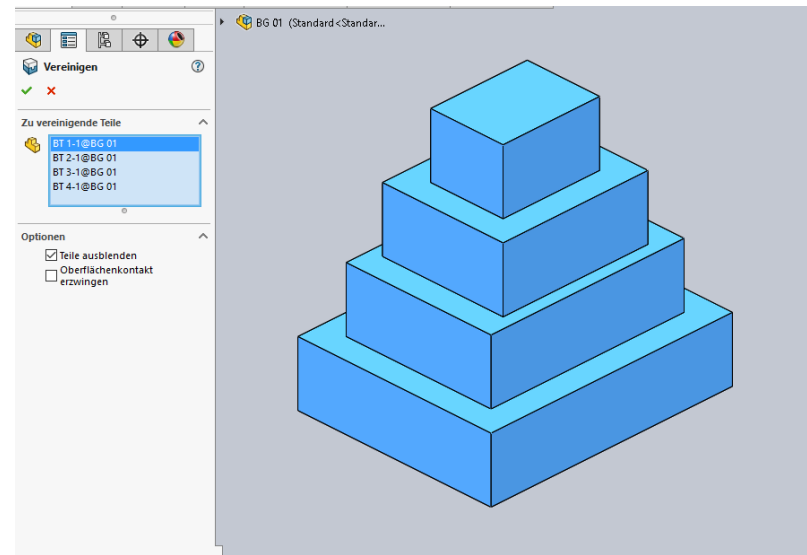 BG 01 (Standard<Standar...
Vereinigen
Zu vereinigende Teile
BT 1-1@BG 01
BT 2-1@BG 01
BT 3-1@BG 01
BT 4-1@BG 01
Optionen
Teile ausblenden
Oberflächenkontakt
erzwingen